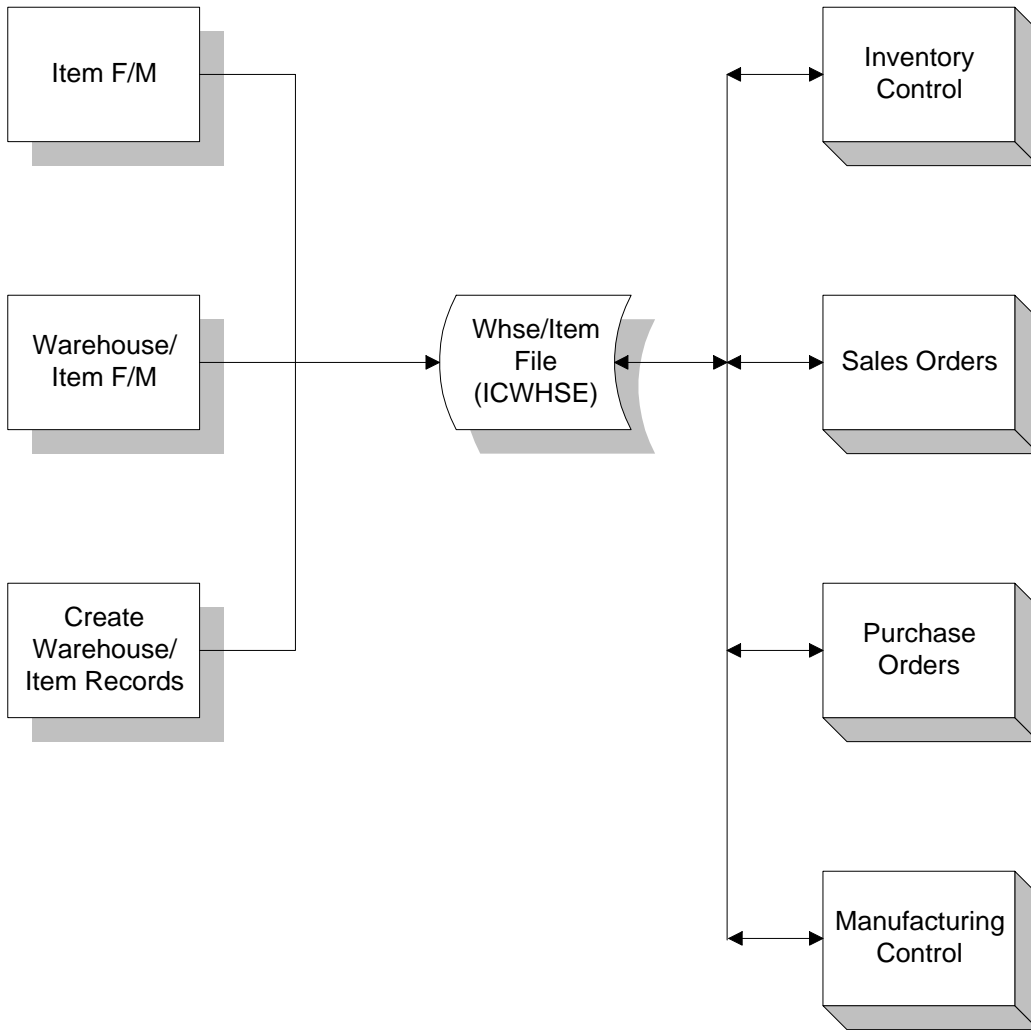 Item F/M
Warehouse/
Item F/M
Create
Warehouse/
Item Records
Whse/Item
File
(ICWHSE)
Inventory
Control
Sales Orders
Purchase
Orders
Manufacturing
Control